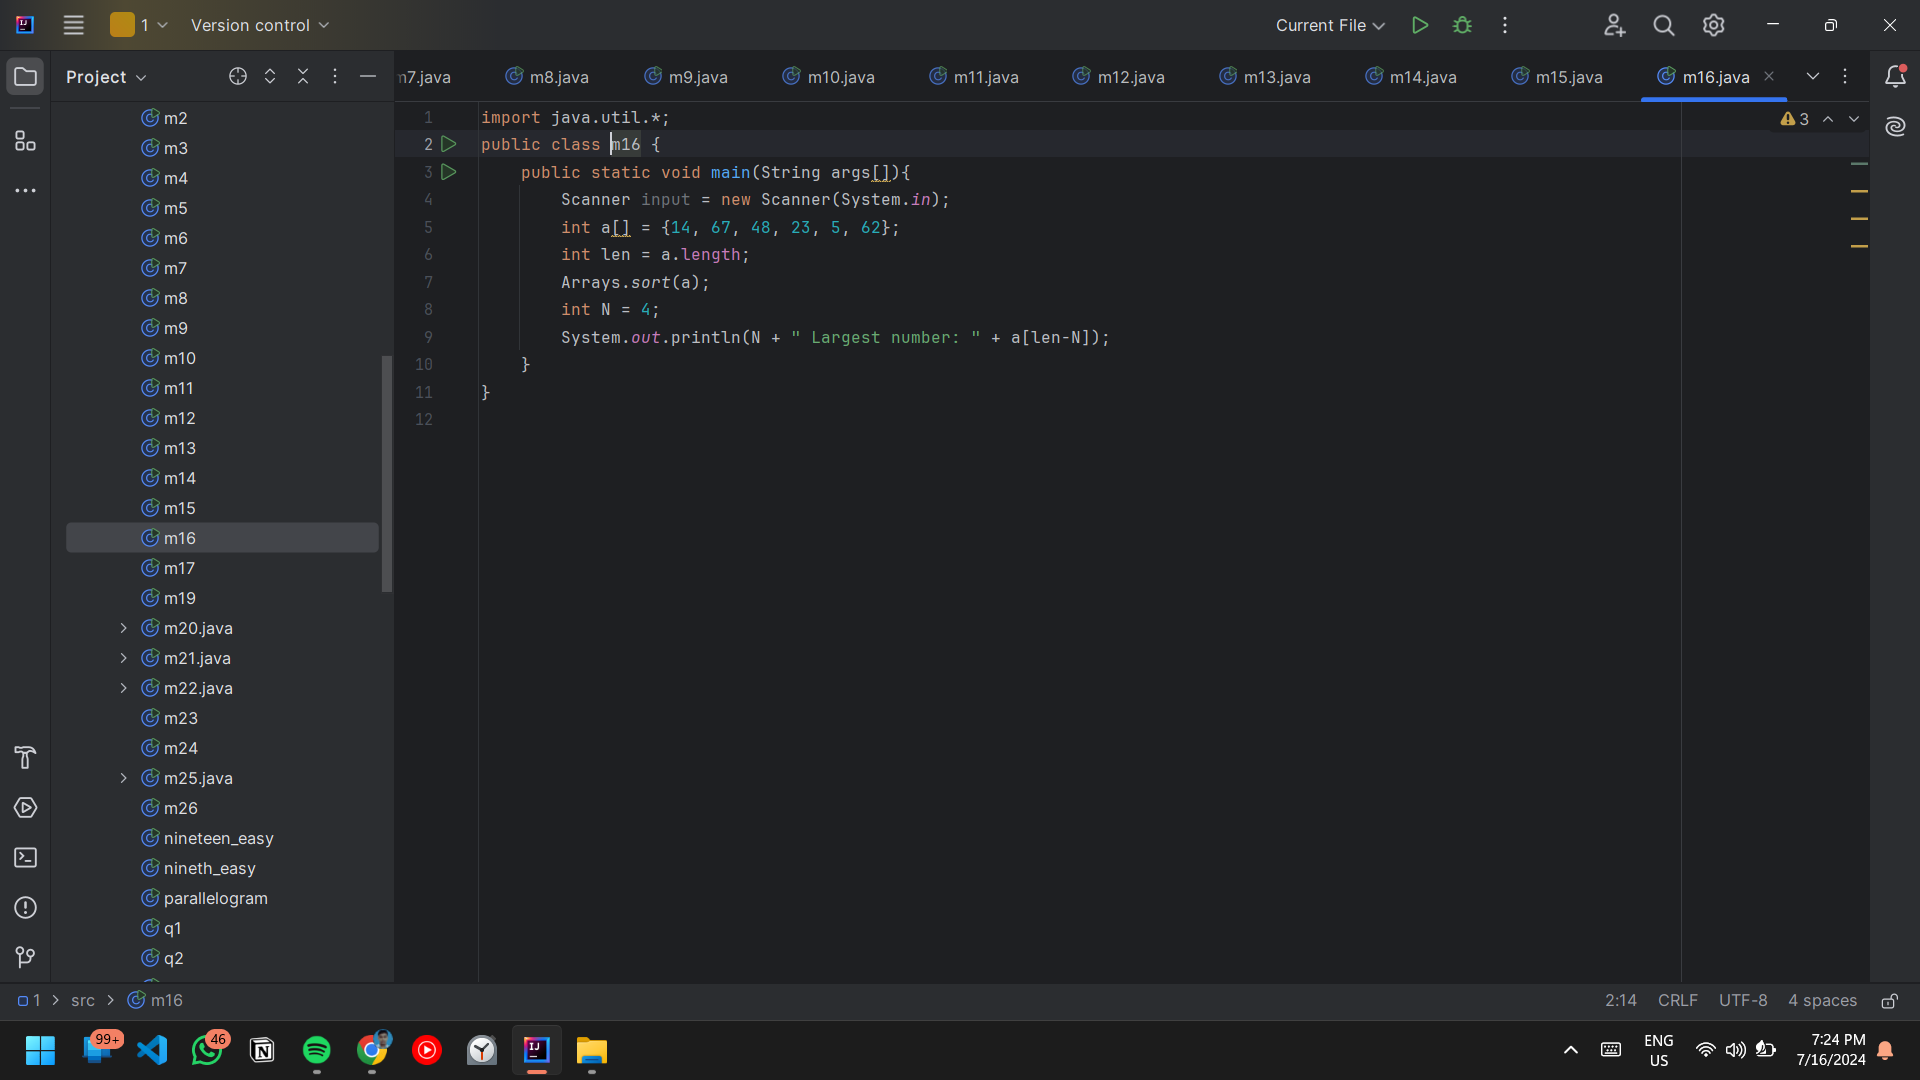 1
Version control
Current File
Project
7.java
m8.java
m9.java
m10.java
m11.java
m12.java
m13.java
m14.java
m15.java
m16.java
m2
m3
m4
m5
m6
m7
m8
m9
m10
m11
m12
m13
m14
m15
m16
m17
m19
m20.java
m21.java
m22.java
m23
m24
m25.java
m26
nineteen_easy
nineth_easy
parallelogram
q1
q2
3
1 import java.util.*;
2 public class m16 {
3 public static void main(String args[]){
4 Scanner input = new Scanner(System.in);
5 int a[] = {14, 67, 48, 23, 5, 62};
6 int len = a.length;
7 Arrays.sort(a);
8 int N = 4;
9 System.out.println(N + " Largest number: " + a[len-N]);
10 }
11 }
12
1 > src > m16
2:14 CRLF UTF-8 4 spaces
99+
46
ENG
US
7:24 PM
7/16/2024